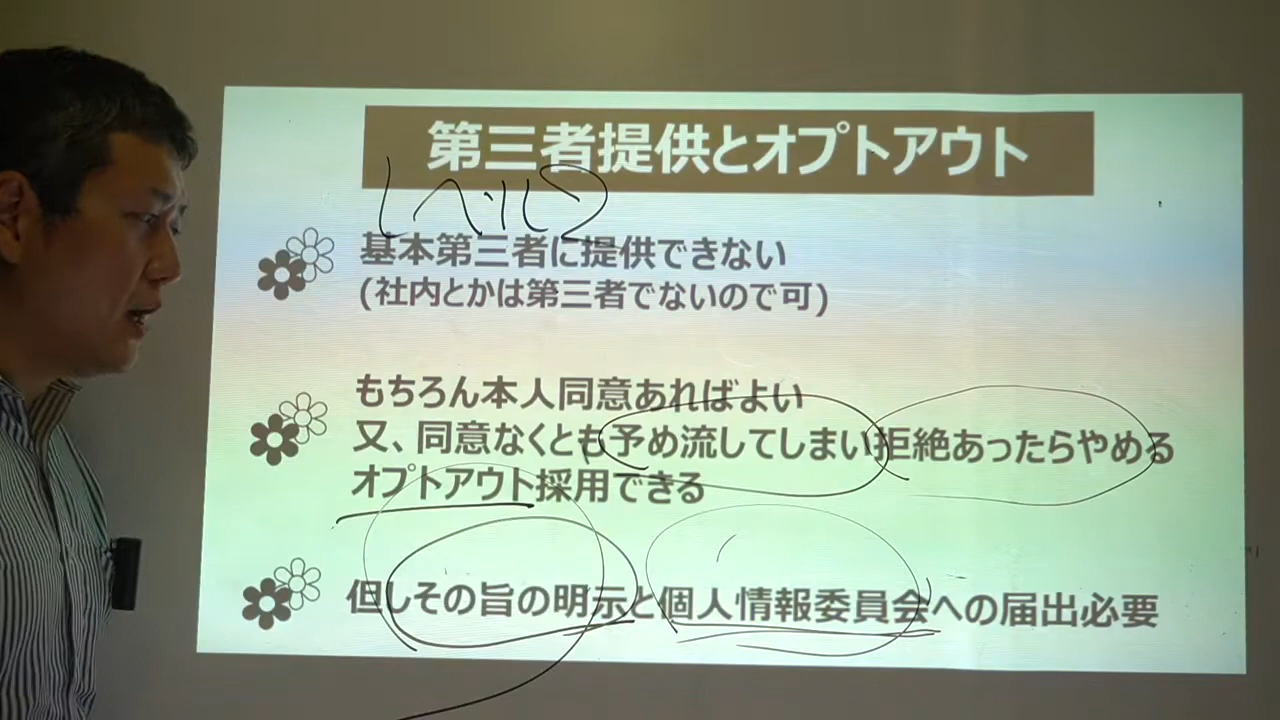 第三者提供とオプトアウト
基本第三者に提供できない
(社内とかは第三者でないので可)
もちろん本人同意あればよい
又、同意なくとも予め流してしまい拒絶あったらやめる
オプトアウト採用できる
但しその旨の明示と個人情報委員会への届出必要